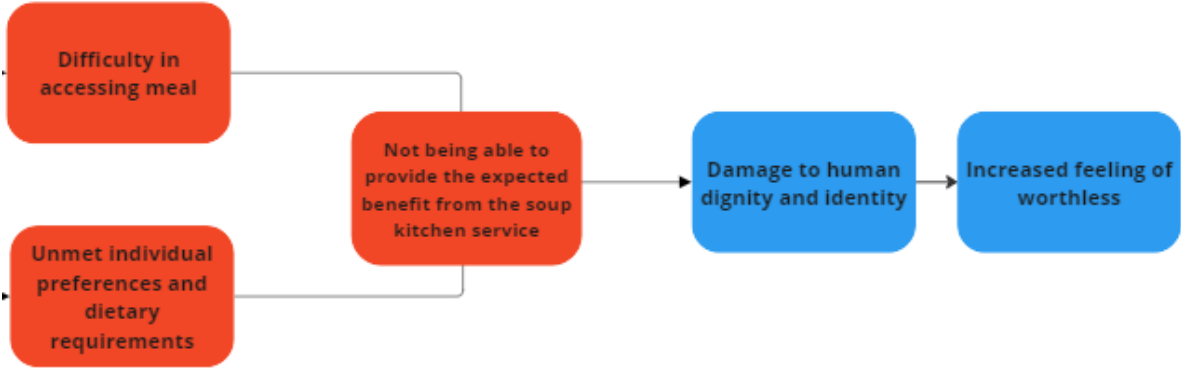 Difficulty in
accessing meal
Unmet individual
preferences and
dietary
requirements
Not being able to
provide the expected
benefit from the soup
kitchen service
Damage to human
dignity and identity
Increased feeling of
worthless